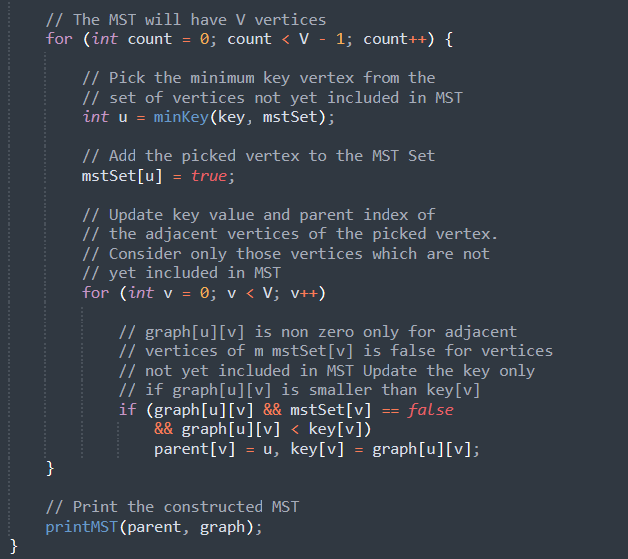 // The MST will have V vertices
for (int count = 0; count < V - 1; count++) {
// Pick the minimum key vertex from the
// set of vertices not yet included in MST
int u = minKey(key, mstSet);
// Add the picked vertex to the MST Set
mstSet[u] = true;
// Update key value and parent index of
// the adjacent vertices of the picked vertex.
// Consider only those vertices which are not
// yet included in MST
for (int v = 0; v < V; v++)
// graph[u][v] is non zero only for adjacent
// vertices of m mstSet[v] is false for vertices
// not yet included in MST Update the key only
// if graph[u][v] is smaller than key[v]
if (graph[u][v] && mstSet[v] == false
&& graph[u][v] < key[v])
parent[v] = u, key[v] = graph[u][v];
}
// Print the constructed MST
printMST(parent, graph);
}